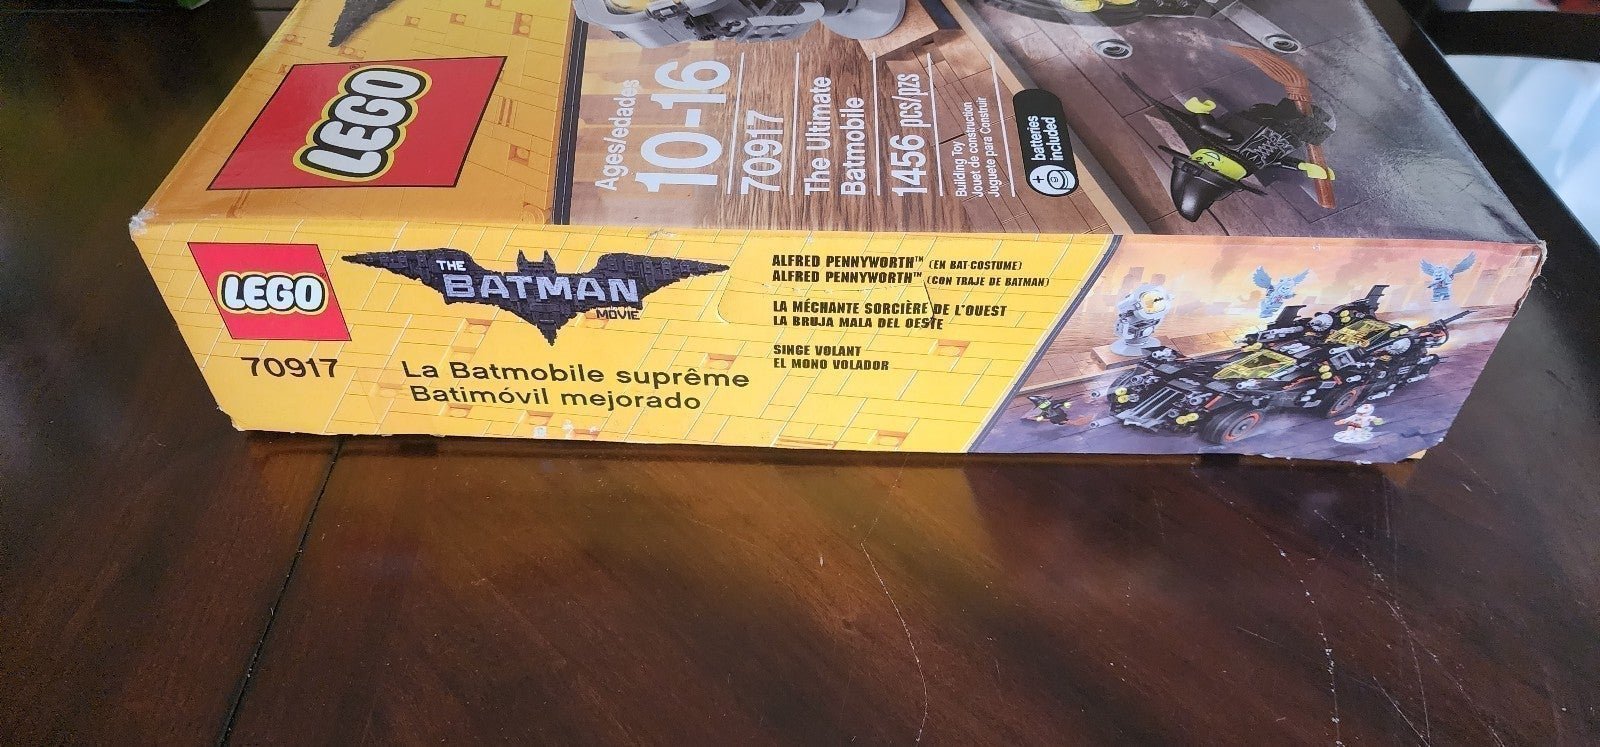 LEGO
Ages/edades
10-16
70917
The Ultimate
Batmobile
1456 pcs/pzs
Building Toy
Jouet de construction
Juguete para Construir
batteries
included
LEGO
70917
THE
BATMAN
MOVIE
La Batmobile suprême
Batimóvil mejorado
ALFRED PENNYWORTH™ (EN BAT-COSTUME)
ALFRED PENNYWORTH™ (CON TRAJE DE BATMAN)
LA MÉCHANTE SORCIÈRE DE L'OUEST
LA BRUJA MALA DEL OESTE
SINGE VOLANT
EL MONO VOLADOR